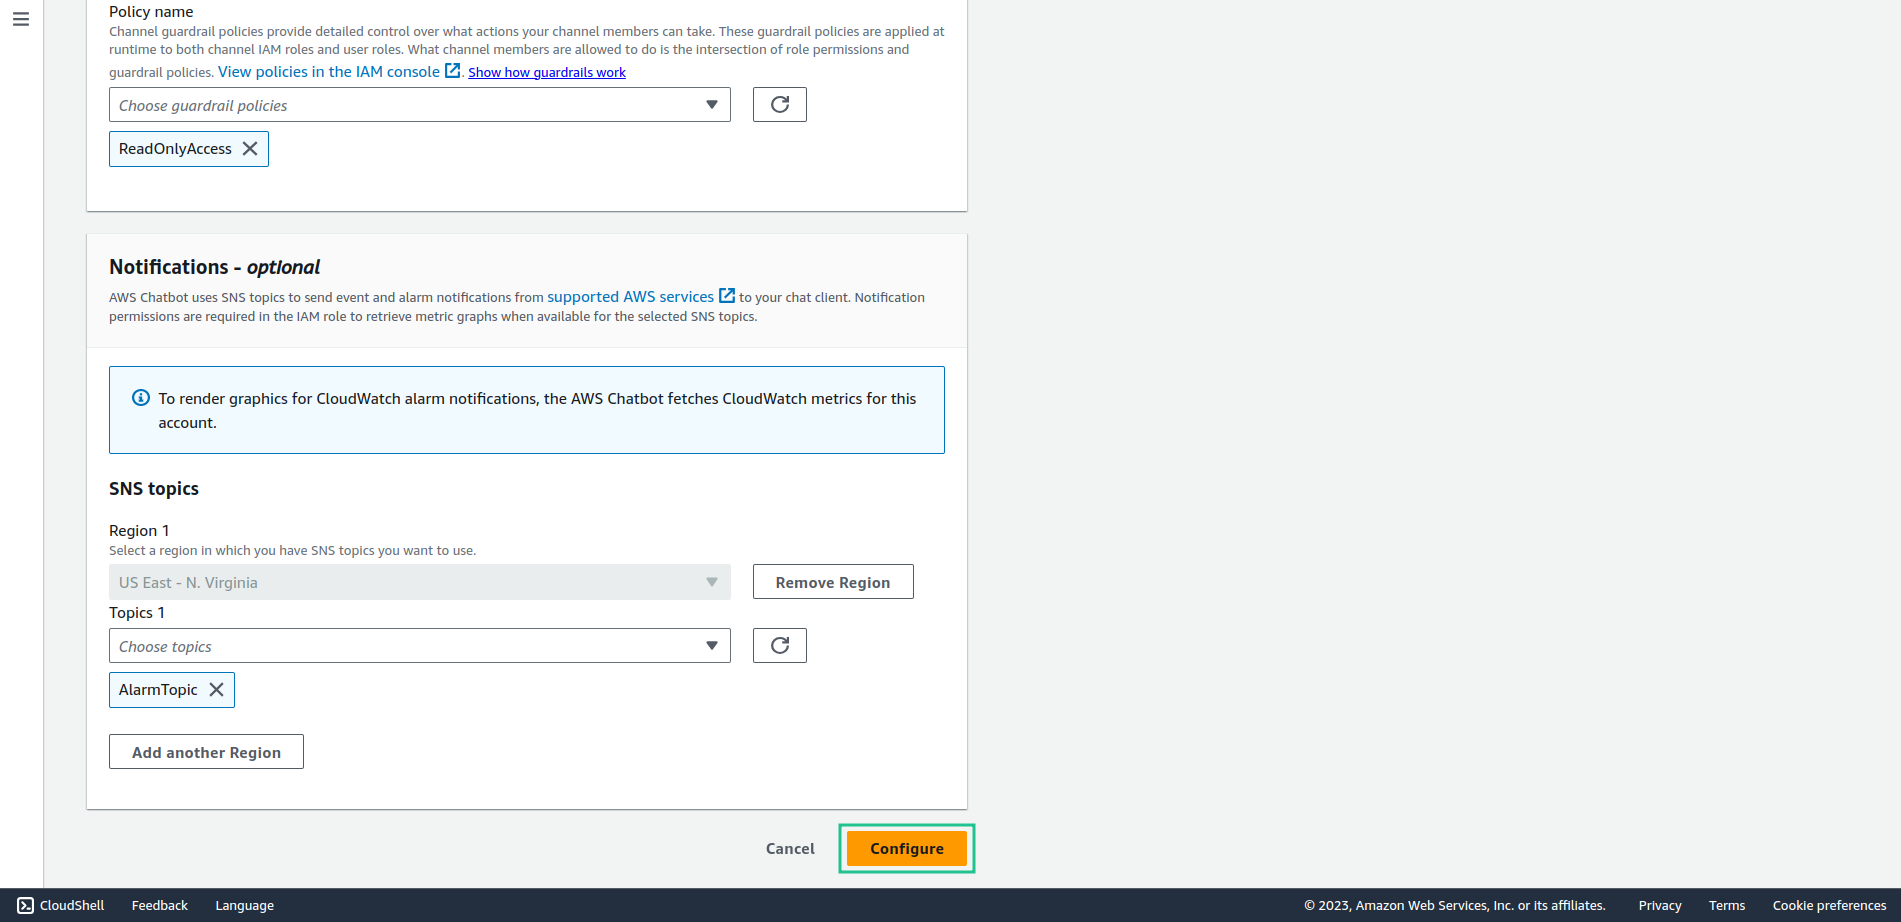 Policy name
Channel guardrail policies provide detailed control over what actions your channel members can take. These guardrail policies are applied at
runtime to both channel IAM roles and user roles. What channel members are allowed to do is the intersection of role permissions and
guardrail policies. View policies in the IAM console . Show how guardrails work
Choose guardrail policies
ReadOnlyAccess
Notifications - optional
AWS Chatbot uses SNS topics to send event and alarm notifications from supported AWS services to your chat client. Notification
permissions are required in the IAM role to retrieve metric graphs when available for the selected SNS topics.
To render graphics for CloudWatch alarm notifications, the AWS Chatbot fetches CloudWatch metrics for this
account.
SNS topics
Region 1
Select a region in which you have SNS topics you want to use.
US East - N. Virginia
Remove Region
Topics 1
Choose topics
AlarmTopic
Add another Region
Cancel
Configure
CloudShell
Feedback
Language
© 2023, Amazon Web Services, Inc. or its affiliates.
Privacy
Terms
Cookie preferences